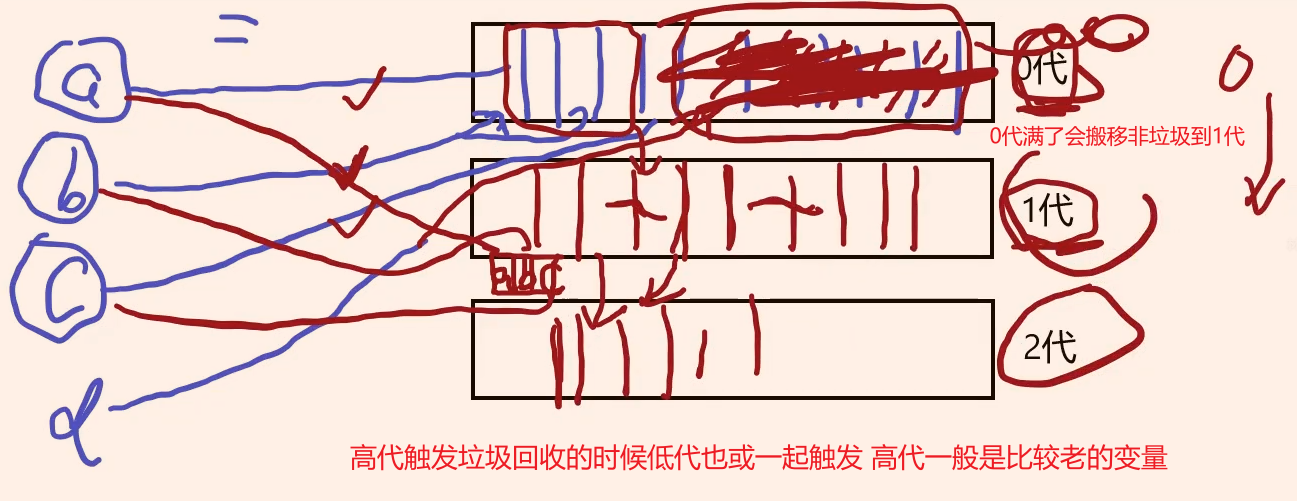 a
0代
0
0代满了会搬移非垃圾到1代
b
1代
C
a b c
2代
d
高代触发垃圾回收的时候低代也或一起触发 高代一般是比较老的变量